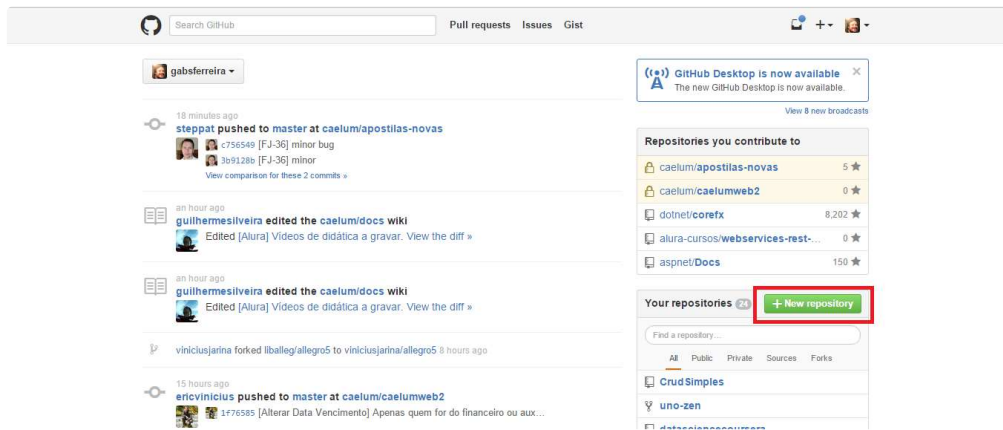 Search GitHub
Pull requests Issues Gist
gabsferreira
18 minutes ago
steppat pushed to master at caelum/apostilas-novas
c756549 [FJ-36] minor bug
3b9128b [FJ-36] minor
View comparison for these 2 commits »
an hour ago
guilhermesilveira edited the caelum/docs wiki
Edited [Alura] Vídeos de didática a gravar. View the diff »
an hour ago
guilhermesilveira edited the caelum/docs wiki
Edited [Alura] Vídeos de didática a gravar. View the diff »
viniciusjarina forked liballeg/allegro5 to viniciusjarina/allegro5 8 hours ago
15 hours ago
ericvinicius pushed to master at caelum/caelumweb2
1f76585 [Alterar Data Vencimento] Apenas quem for do financeiro ou aux…
GitHub Desktop is now available
The new GitHub Desktop is now available.
View 8 new broadcasts
Repositories you contribute to
caelum/apostilas-novas 5
caelum/caelumweb2 0
dotnet/corefx 8,202
alura-cursos/webservices-rest-… 0
aspnet/Docs 150
Your repositories 24
+ New repository
Find a repository…
All Public Private Sources Forks
CrudSimples
uno-zen
datasciencecoursera